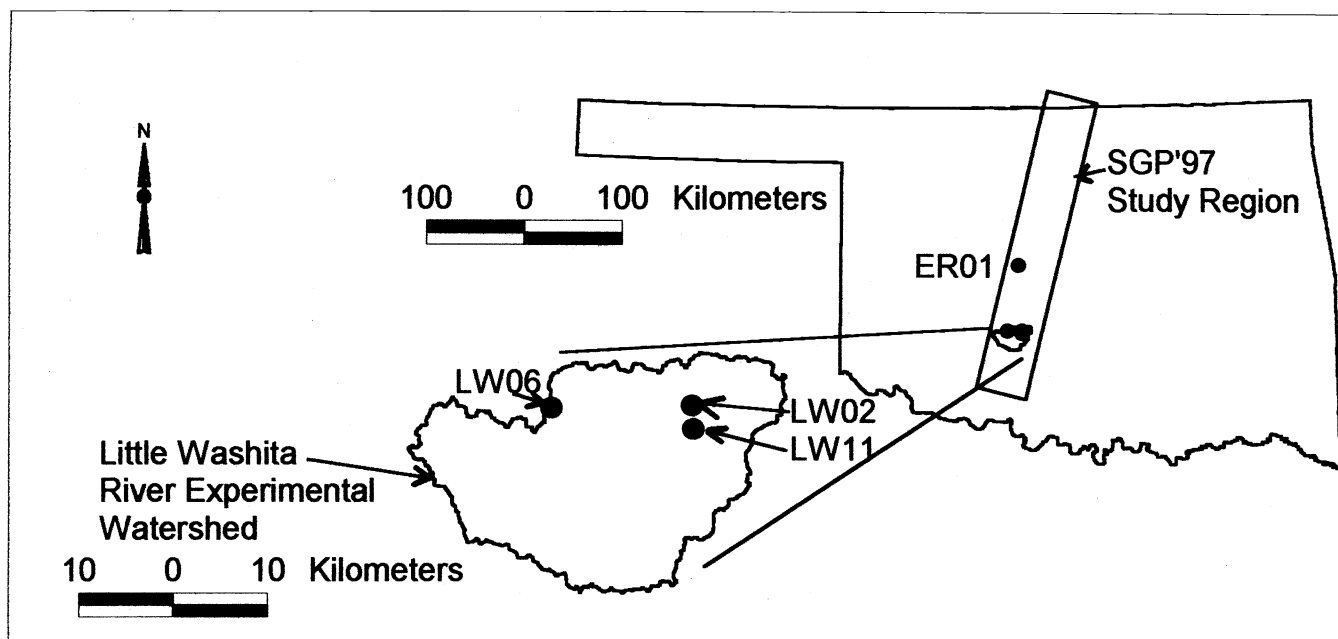 N
100 0 100 Kilometers
SGP'97
Study Region
ER01
LW06
LW02
LW11
Little Washita
River Experimental
Watershed
10 0 10 Kilometers